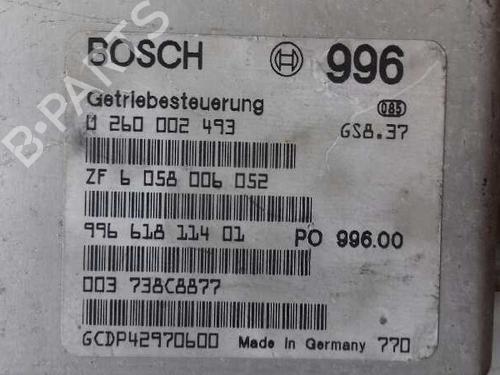 BOSCH 996
Getriebesteuerung 085
0 260 002 493 GS8.37
ZF 6 058 006 052
996 618 114 01 PO 996.00
003 738C8877
GCDP42970600 Made in Germany 770
B-PARTS